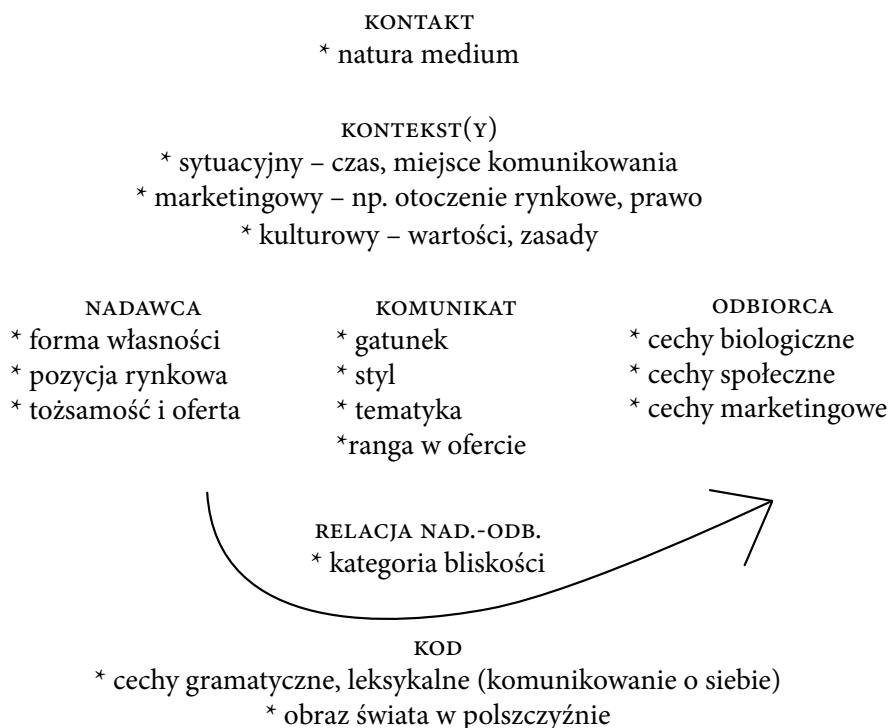 KONTAKT
* natura medium
KONTEKST(Y)
* sytuacyjny – czas, miejsce komunikowania
* marketingowy – np. otoczenie rynkowe, prawo
* kulturowy – wartości, zasady
NADAWCA
* forma własności
* pozycja rynkowa
* tożsamość i oferta
KOMUNIKAT
* gatunek
* styl
* tematyka
*ranga w ofercie
ODBIORCA
* cechy biologiczne
* cechy społeczne
* cechy marketingowe
RELACJA NAD.-ODB.
* kategoria bliskości
KOD
* cechy gramatyczne, leksykalne (komunikowanie o siebie)
* obraz świata w polszczyźnie